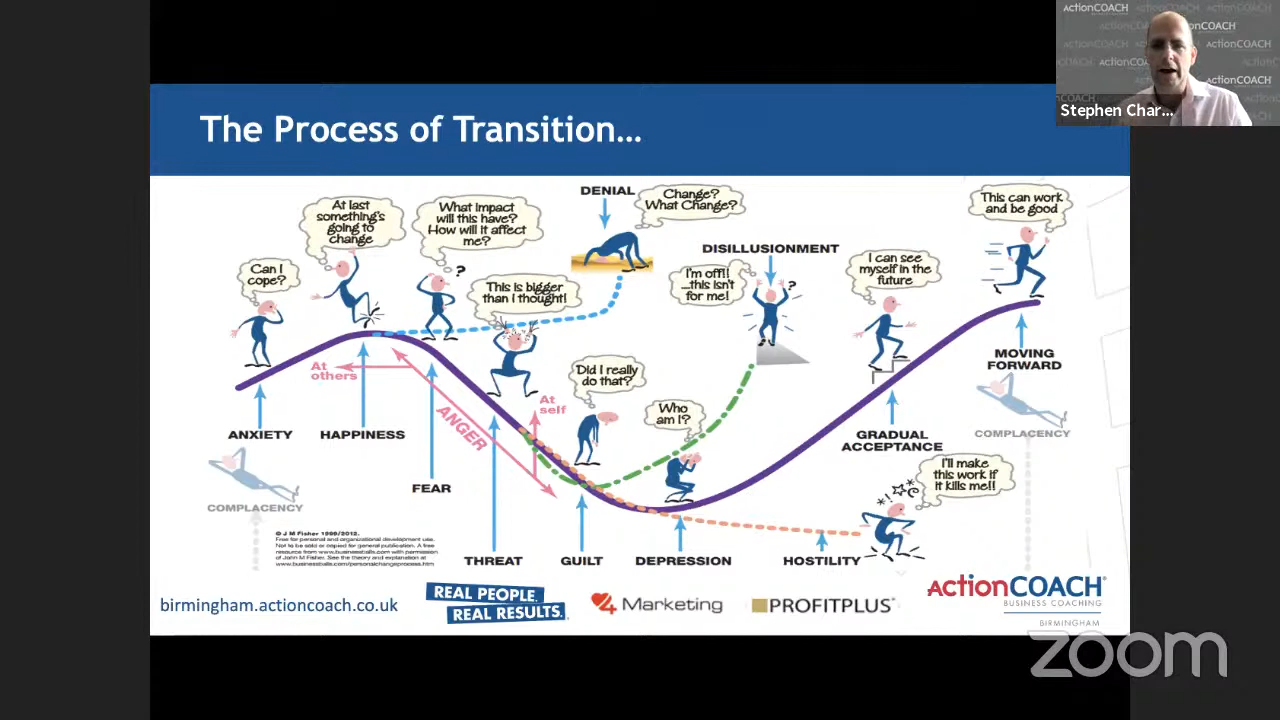 actionCOACH
actionCOACH
actionCOACH
actionCOACH
Stephen Char...
The Process of Transition...
DENIAL
Change?
What Change?
At last
something's
going to
change
What impact
will this have?
How will it affect
me?
This can work
and be good
DISILLUSIONMENT
Can I
cope?
?
This is bigger
than I thought!
I'm off!!
...this isn't
for me!
?
I can see
myself in the
future
At
others
Did I really
do that?
MOVING
FORWARD
ANGER
At
self
Who
am I?
ANXIETY
HAPPINESS
GRADUAL
ACCEPTANCE
COMPLACENCY
FEAR
I'll make
this work if
it kills me!!
COMPLACENCY
© J M Fisher 1999/2012.
Free for personal and organizational development use.
Not to be sold or copied for general publication. A free
resource from www.businessballs.com with permission
of John M Fisher. See the theory and explanation at
www.businessballs.com/personalchangeprocess.htm
THREAT
GUILT
DEPRESSION
HOSTILITY
birmingham.actioncoach.co.uk
REAL PEOPLE.
REAL RESULTS.
4 Marketing
PROFITPLUS
actionCOACH
BUSINESS COACHING
BIRMINGHAM
zoom